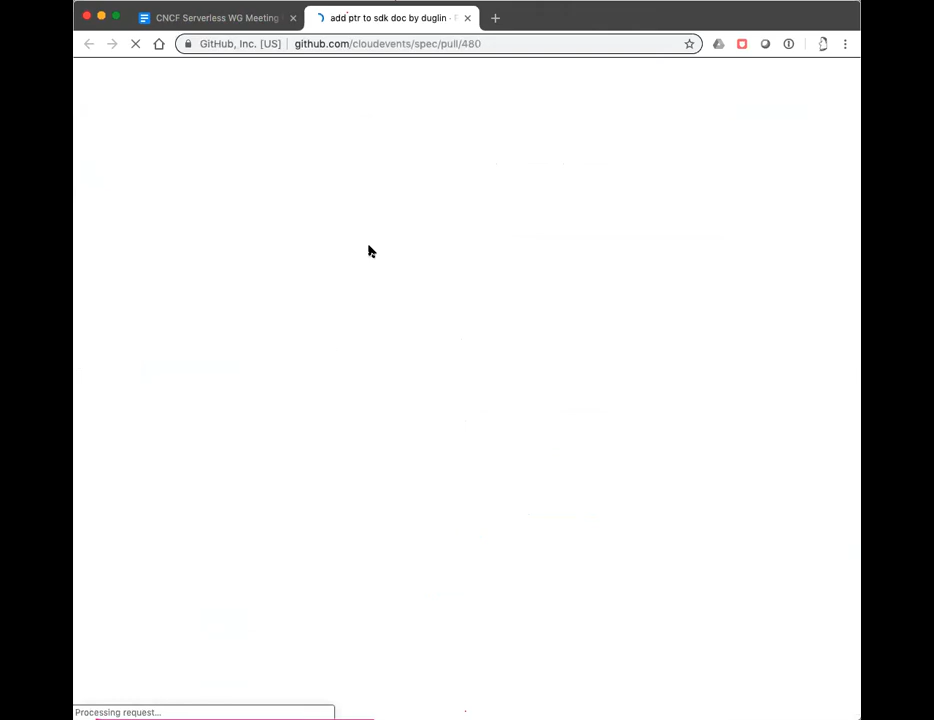 CNCF Serverless WG Meeting
add ptr to sdk doc by duglin ·
GitHub, Inc. [US] github.com/cloudevents/spec/pull/480
Processing request...